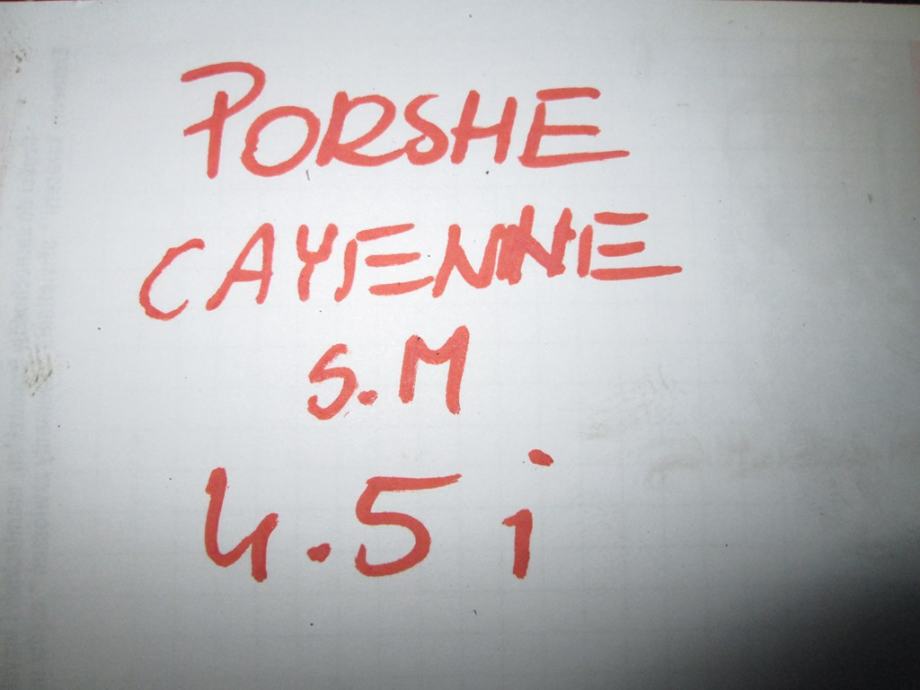 PORSHE
CAYENNE
S.M
4.5 i